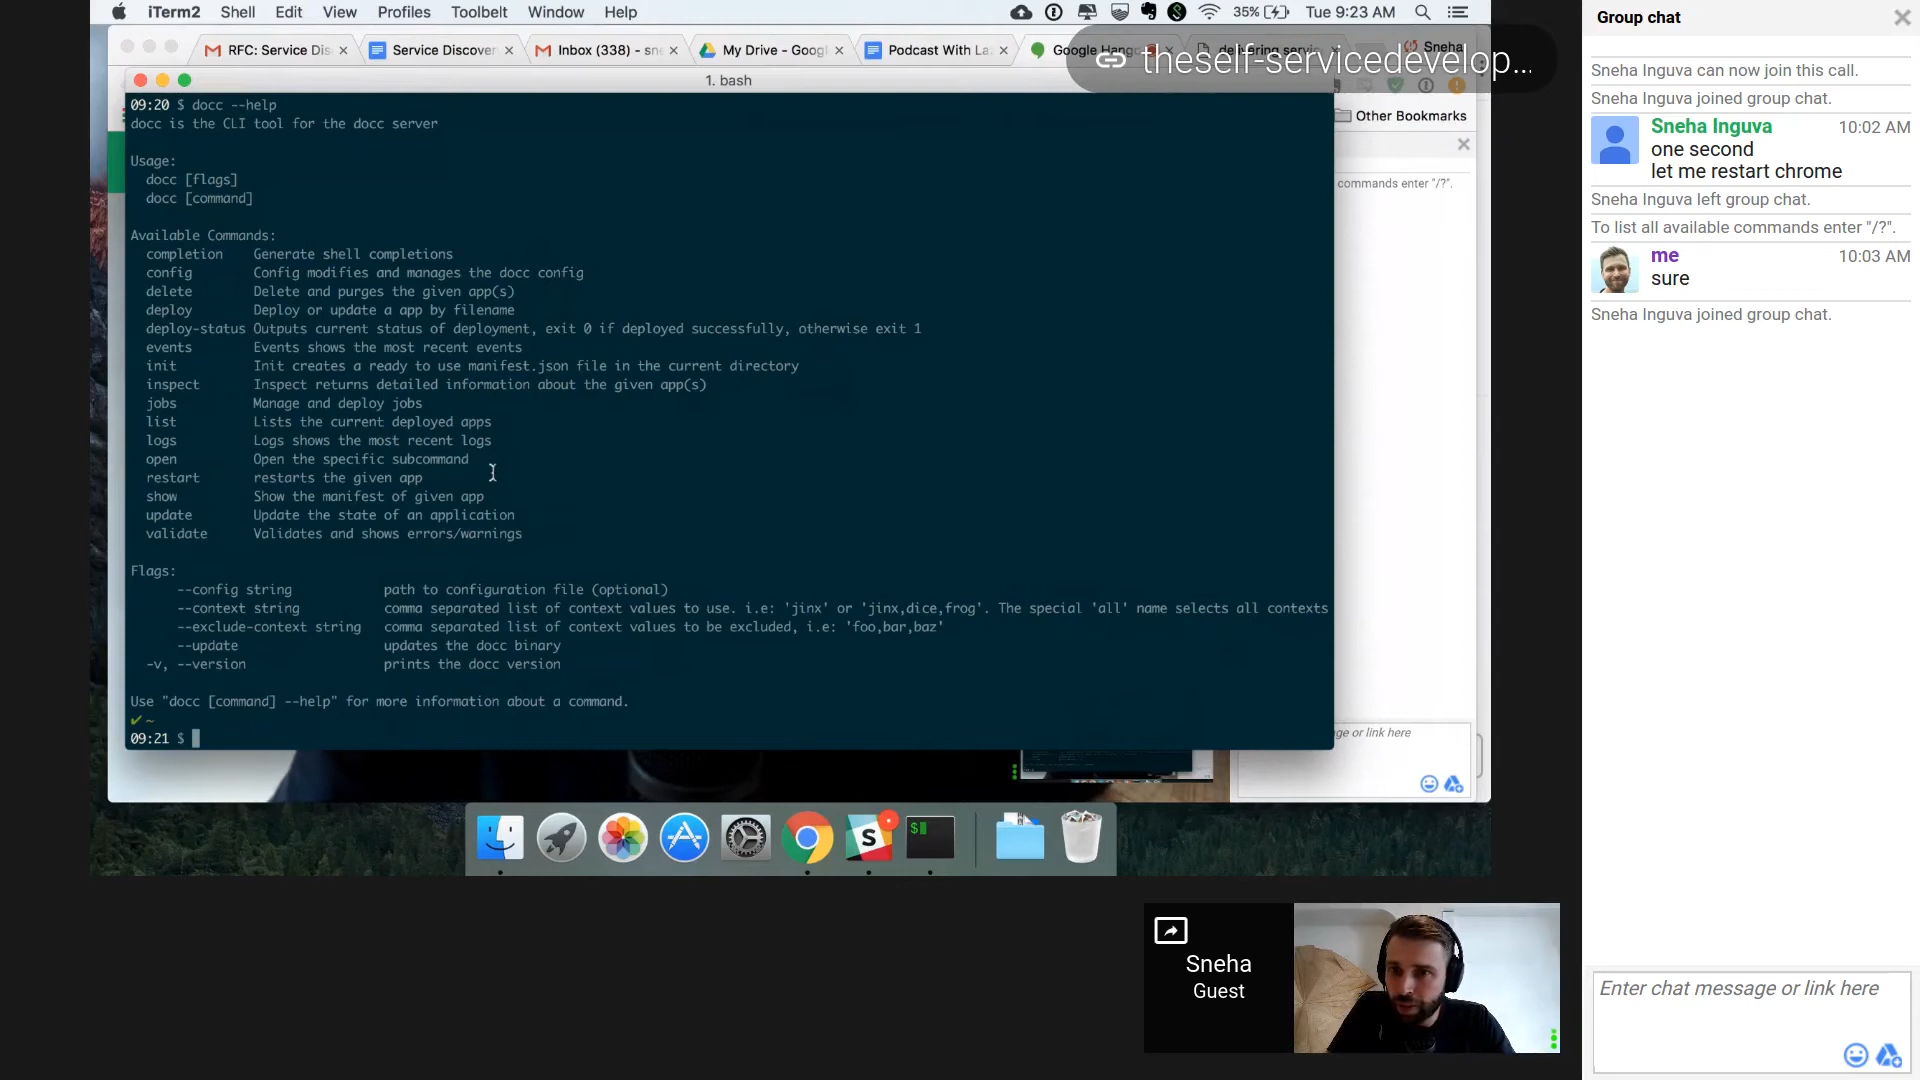 iTerm2 Shell Edit View Profiles Toolbelt Window Help
35% Tue 9:23 AM
RFC: Service Dis
Service Discover
Inbox (338) - sne
My Drive - Goog
Podcast With La
Google Hang
delivering servi
Sneha
theself-servicedevelop...
1. bash
Other Bookmarks
commands enter "/?".
09:20 $ docc --help
docc is the CLI tool for the docc server
Usage:
docc [flags]
docc [command]
Available Commands:
completion Generate shell completions
config Config modifies and manages the docc config
delete Delete and purges the given app(s)
deploy Deploy or update a app by filename
deploy-status Outputs current status of deployment, exit 0 if deployed successfully, otherwise exit 1
events Events shows the most recent events
init Init creates a ready to use manifest.json file in the current directory
inspect Inspect returns detailed information about the given app(s)
jobs Manage and deploy jobs
list Lists the current deployed apps
logs Logs shows the most recent logs
open Open the specific subcommand
restart restarts the given app
show Show the manifest of given app
update Update the state of an application
validate Validates and shows errors/warnings
Flags:
--config string path to configuration file (optional)
--context string comma separated list of context values to use. i.e: 'jinx' or 'jinx,dice,frog'. The special 'all' name selects all contexts
--exclude-context string comma separated list of context values to be excluded, i.e: 'foo,bar,baz'
--update updates the docc binary
-v, --version prints the docc version
Use "docc [command] --help" for more information about a command.
✔ ~
09:21 $
ge or link here
Sneha
Guest
Group chat
Sneha Inguva can now join this call.
Sneha Inguva joined group chat.
Sneha Inguva 10:02 AM
one second
let me restart chrome
Sneha Inguva left group chat.
To list all available commands enter "/?".
me 10:03 AM
sure
Sneha Inguva joined group chat.
Enter chat message or link here